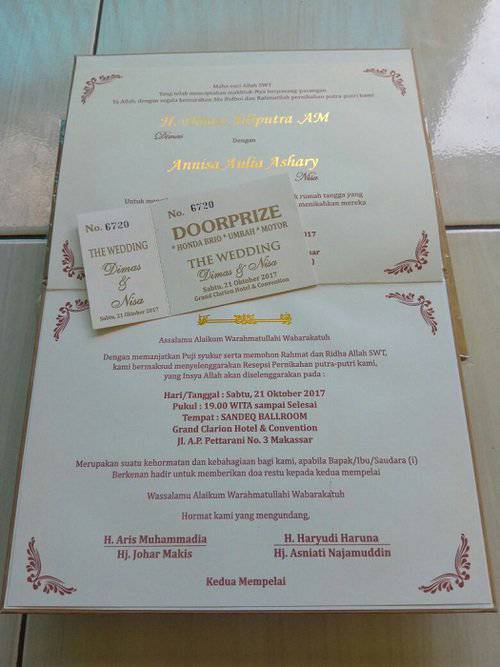 Maha suci Allah SWT
Yang telah menciptakan makhluk-Nya berpasang-pasangan
Ya Allah, dengan segala kemurahan Mu Ridhoi dan Rahmatilah pernikahan putra-putri kami
H. putra AM
Dimas
Dengan
Annisa Aulia Ashary
Nisa
rumah tangga yang
menikahkan mereka
2017
No. 6720
THE WEDDING
Dimas
&
Nisa
Sabtu, 21 Oktober 2017
No. 6720
DOORPRIZE
* HONDA BRIO * UMRAH * MOTOR
THE WEDDING
Dimas
& Nisa
Sabtu, 21 Oktober 2017
Grand Clarion Hotel & Convention
Assalamu Alaikum Warahmatullahi Wabarakatuh
Dengan memanjatkan Puji syukur serta memohon Rahmat dan Ridha Allah SWT,
kami bermaksud menyelenggarakan Resepsi Pernikahan putra-putri kami,
yang Insya Allah akan diselenggarakan pada :
Hari/Tanggal : Sabtu, 21 Oktober 2017
Pukul : 19.00 WITA sampai Selesai
Tempat : SANDEQ BALLROOM
Grand Clarion Hotel & Convention
Jl. A.P. Pettarani No. 3 Makassar
Merupakan suatu kehormatan dan kebahagiaan bagi kami, apabila Bapak/Ibu/Saudara (i)
Berkenan hadir untuk memberikan doa restu kepada kedua mempelai
Wassalamu Alaikum Warahmatullahi Wabarakatuh
Hormat kami yang mengundang,
H. Aris Muhammadia
Hj. Johar Makis
H. Haryudi Haruna
Hj. Asniati Najamuddin
Kedua Mempelai